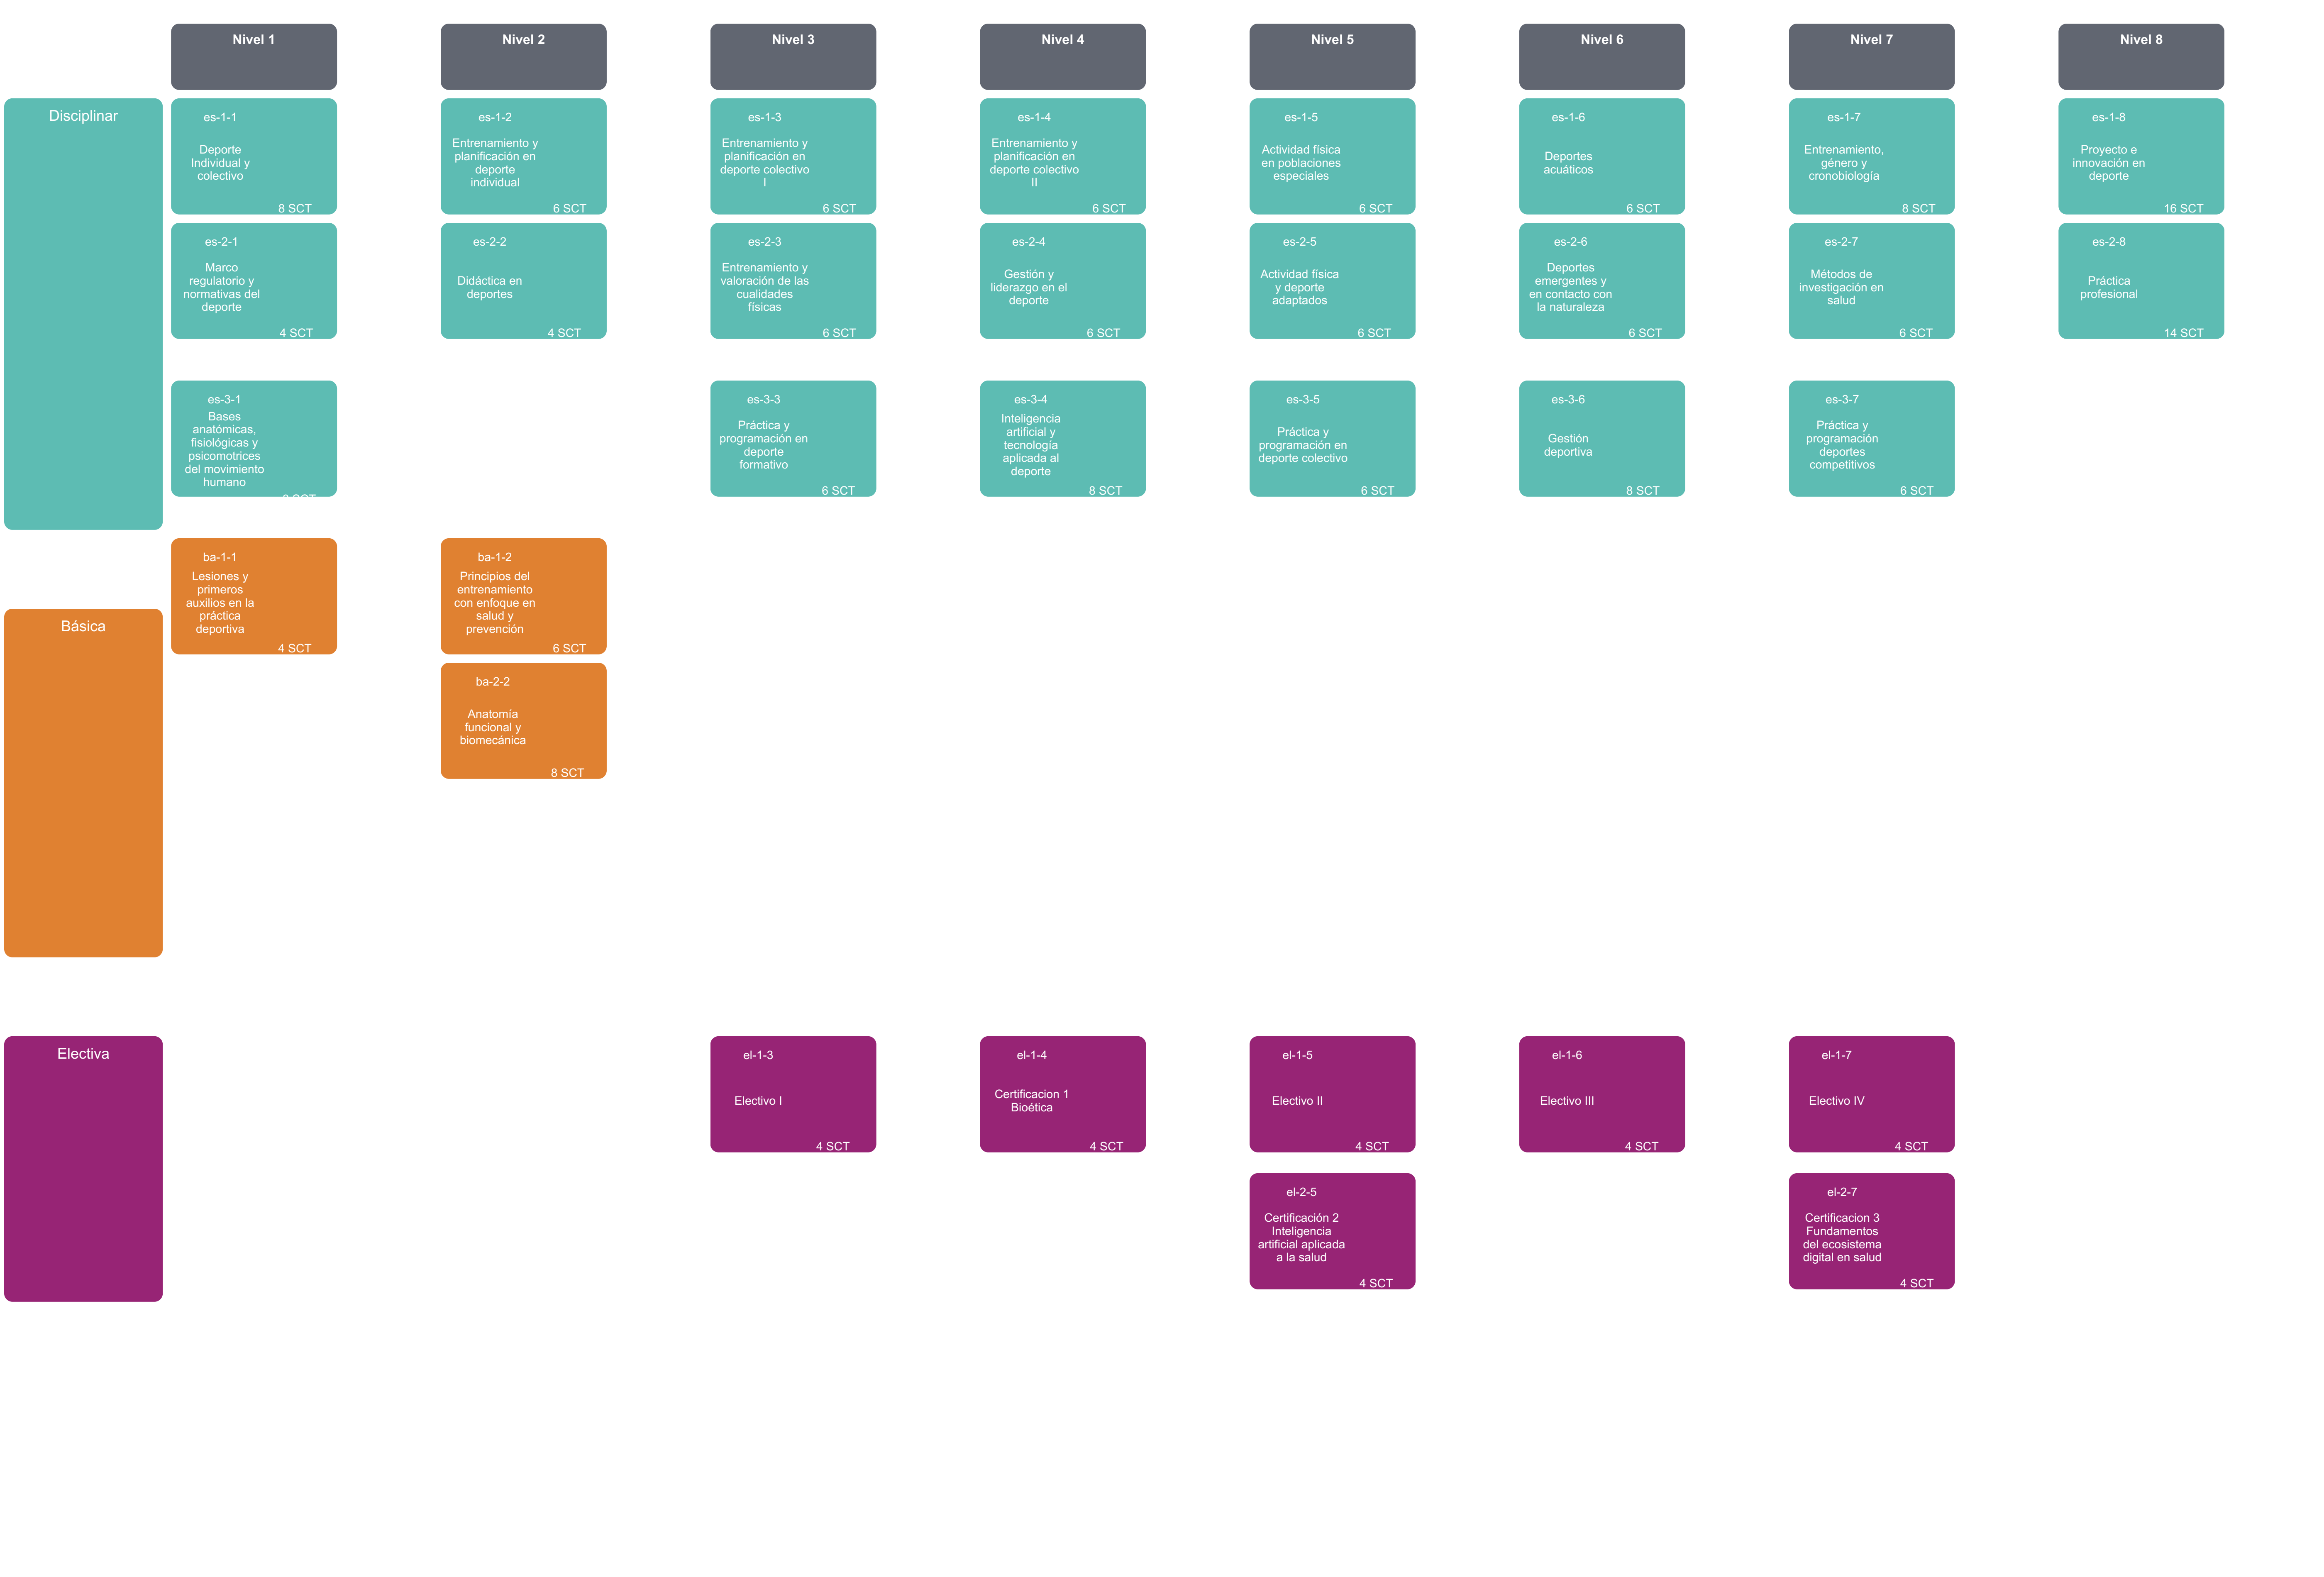 Nivel 1
Nivel 2
Nivel 3
Nivel 4
Nivel 5
Nivel 6
Nivel 7
Nivel 8
Disciplinar
es-1-1
Deporte
Individual y
colectivo
8 SCT
es-1-2
Entrenamiento y
planificación en
deporte
individual
6 SCT
es-1-3
Entrenamiento y
planificación en
deporte colectivo
I
6 SCT
es-1-4
Entrenamiento y
planificación en
deporte colectivo
II
6 SCT
es-1-5
Actividad física
en poblaciones
especiales
6 SCT
es-1-6
Deportes
acuáticos
6 SCT
es-1-7
Entrenamiento,
género y
cronobiología
8 SCT
es-1-8
Proyecto e
innovación en
deporte
16 SCT
es-2-1
Marco
regulatorio y
normativas del
deporte
4 SCT
es-2-2
Didáctica en
deportes
4 SCT
es-2-3
Entrenamiento y
valoración de las
cualidades
físicas
6 SCT
es-2-4
Gestión y
liderazgo en el
deporte
6 SCT
es-2-5
Actividad física
y deporte
adaptados
6 SCT
es-2-6
Deportes
emergentes y
en contacto con
la naturaleza
6 SCT
es-2-7
Métodos de
investigación en
salud
6 SCT
es-2-8
Práctica
profesional
14 SCT
es-3-1
Bases
anatómicas,
fisiológicas y
psicomotrices
del movimiento
humano
SCT
es-3-3
Práctica y
programación en
deporte
formativo
6 SCT
es-3-4
Inteligencia
artificial y
tecnología
aplicada al
deporte
8 SCT
es-3-5
Práctica y
programación en
deporte colectivo
6 SCT
es-3-6
Gestión
deportiva
8 SCT
es-3-7
Práctica y
programación
deportes
competitivos
6 SCT
Básica
ba-1-1
Lesiones y
primeros
auxilios en la
práctica
deportiva
4 SCT
ba-1-2
Principios del
entrenamiento
con enfoque en
salud y
prevención
6 SCT
ba-2-2
Anatomía
funcional y
biomecánica
8 SCT
Electiva
el-1-3
Electivo I
4 SCT
el-1-4
Certificacion 1
Bioética
4 SCT
el-1-5
Electivo II
4 SCT
el-1-6
Electivo III
4 SCT
el-1-7
Electivo IV
4 SCT
el-2-5
Certificación 2
Inteligencia
artificial aplicada
a la salud
4 SCT
el-2-7
Certificacion 3
Fundamentos
del ecosistema
digital en salud
4 SCT